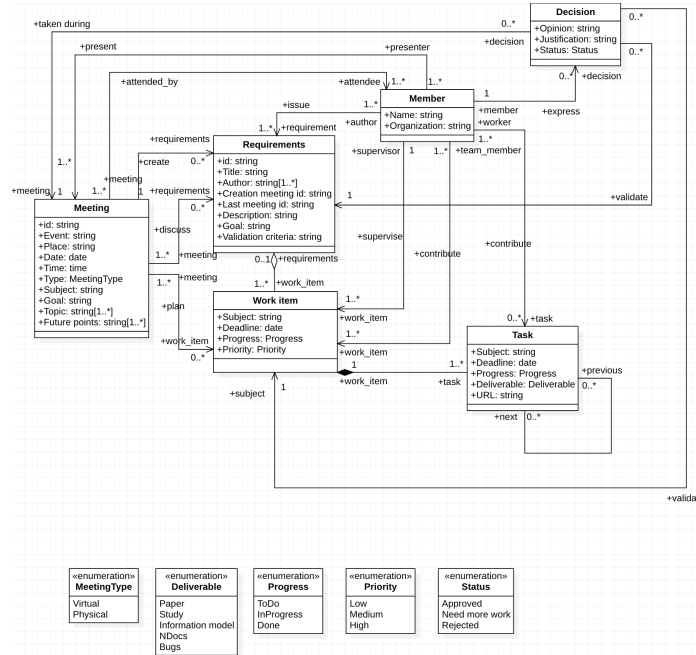 Decision
+Opinion: string
+Justification: string
+Status: Status
0..*
0..*
+taken during
0..*
+decision
+present
+presenter
0..*
+decision
+attended_by
+attendee
1..*
1..*
Member
+Name: string
+Organization: string
1
+member
+express
+worker
1..*
+issue
1..*
+author
1..*
+requirement
+supervisor
1
1..*
+team_member
+requirements
0..*
+create
Requirements
+id: string
+Title: string
+Author: string[1..*]
+Creation meeting id: string
+Last meeting id: string
+Description: string
+Goal: string
+Validation criteria: string
1
+validate
1..*
+meeting
1
1..*
+meeting
1
+requirements
0..*
Meeting
+id: string
+Event: string
+Place: string
+Date: date
+Time: time
+Type: MeetingType
+Subject: string
+Goal: string
+Topic: string[1..*]
+Future points: string[1..*]
+discuss
1..*
+meeting
+meeting
1..*
+plan
+work_item
0..*
0..1
+requirements
1..*
+work_item
+supervise
+contribute
+contribute
Work item
+Subject: string
+Deadline: date
+Progress: Progress
+Priority: Priority
1..*
+work_item
1..*
+work_item
1
+work_item
1..*
+task
0..*
+task
Task
+Subject: string
+Deadline: date
+Progress: Progress
+Deliverable: Deliverable
+URL: string
+previous
0..*
+next
0..*
+subject
1
+valida
«enumeration»
MeetingType
Virtual
Physical
«enumeration»
Deliverable
Paper
Study
Information model
NDocs
Bugs
«enumeration»
Progress
ToDo
InProgress
Done
«enumeration»
Priority
Low
Medium
High
«enumeration»
Status
Approved
Need more work
Rejected